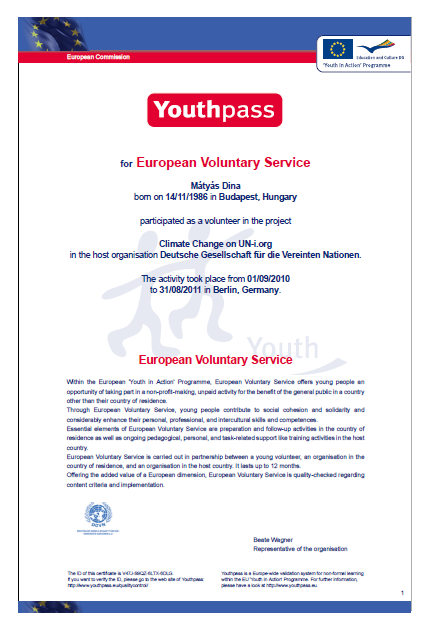 European Commission
Education and Culture DG
'Youth in Action' Programme
Youthpass
for European Voluntary Service
Mátyás Dina
born on 14/11/1986 in Budapest, Hungary
participated as a volunteer in the project
Climate Change on UN-i.org
in the host organisation Deutsche Gesellschaft für die Vereinten Nationen.
The activity took place from 01/09/2010
to 31/08/2011 in Berlin, Germany.
Youth
European Voluntary Service
Within the European 'Youth in Action' Programme, European Voluntary Service offers young people an
opportunity of taking part in a non-profit-making, unpaid activity for the benefit of the general public in a country
other than their country of residence.
Through European Voluntary Service, young people contribute to social cohesion and solidarity and
considerably enhance their personal, professional, and intercultural skills and competences.
Essential elements of European Voluntary Service are preparation and follow-up activities in the country of
residence as well as ongoing pedagogical, personal, and task-related support like training activities in the host
country.
European Voluntary Service is carried out in partnership between a young volunteer, an organisation in the
country of residence, and an organisation in the host country. It lasts up to 12 months.
Offering the added value of a European dimension, European Voluntary Service is quality-checked regarding
content criteria and implementation.
DGVN
Beate Wagner
Representative of the organisation
The ID of this certificate is
If you want to verify the ID, please go to the web site of Youthpass:
http://www.youthpass.eu/qualitycontrol/
Youthpass is a Europe-wide validation system for non-formal learning
within the EU 'Youth in Action' Programme. For further information,
please have a look at http://www.youthpass.eu.
1